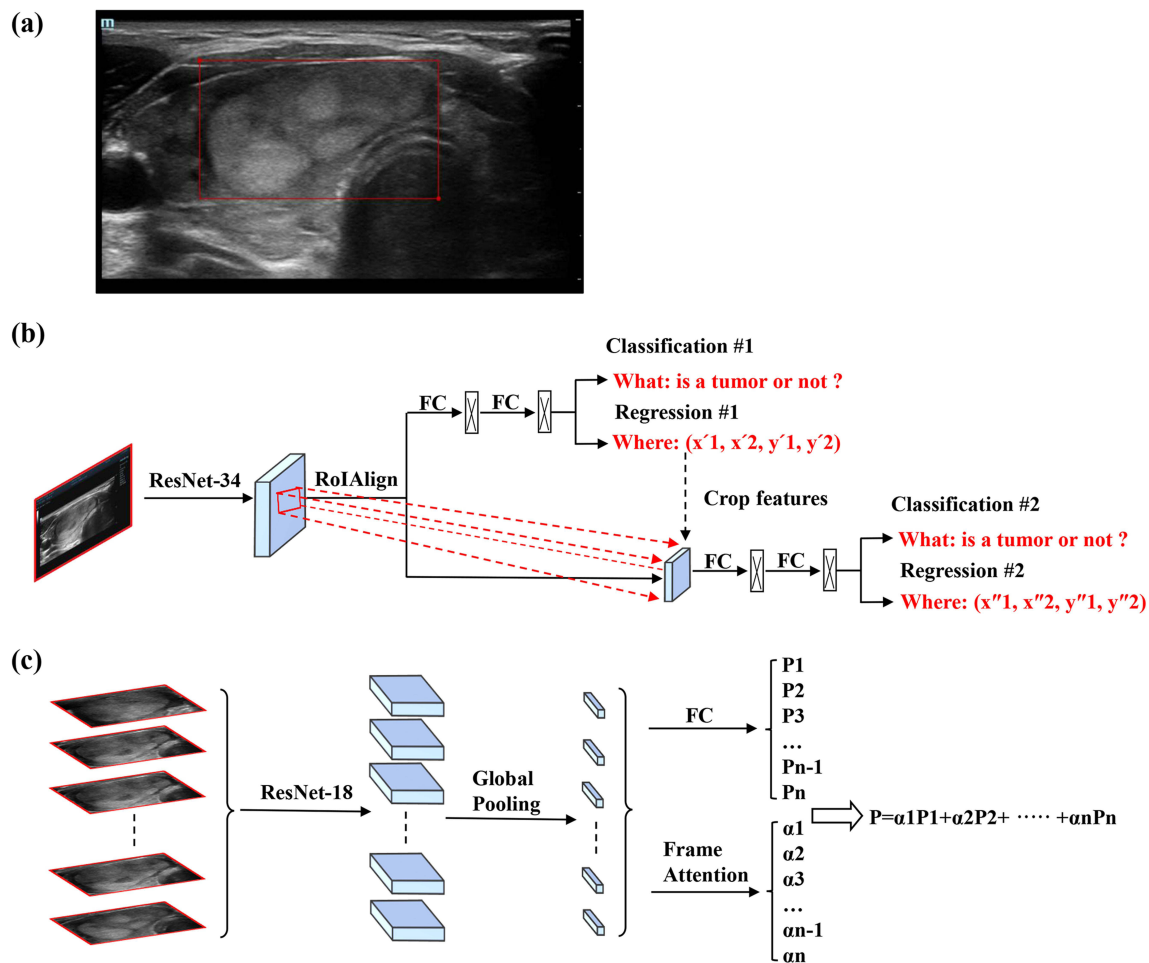 (a)
m
(b)
Classification #1
What: is a tumor or not ?
FC
FC
Regression #1
Where: (x´1, x´2, y´1, y´2)
ResNet-34
RoIAlign
Crop features
Classification #2
What: is a tumor or not ?
FC
FC
Regression #2
Where: (x″1, x″2, y″1, y″2)
(c)
P1
P2
P3
...
Pn-1
Pn
FC
ResNet-18
Global
Pooling
P=α1P1+α2P2+ ····· +αnPn
Frame
Attention
α1
α2
α3
...
αn-1
αn